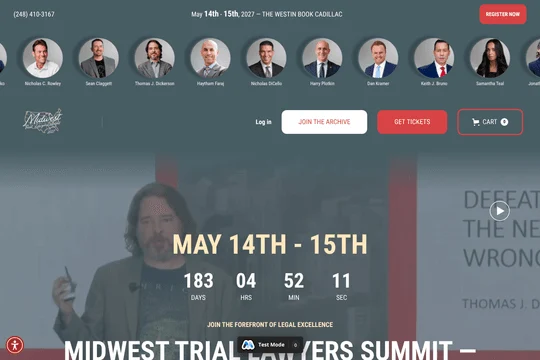 (248) 410-3167
May 14th - 15th, 2027 — THE WESTIN BOOK CADILLAC
REGISTER NOW
Nicholas C. Rowley
Sean Claggett
Thomas J. Dickerson
Haytham Faraj
Nicholas DiCello
Harry Plotkin
Dan Kramer
Keith J. Bruno
Samantha Teal
Midwest
Log in
JOIN THE ARCHIVE
GET TICKETS
CART 0
DEFEAT
THE NE
WRONG
THOMAS J. D
MAY 14TH - 15TH
183 04 52 11
DAYS HRS MIN SEC
JOIN THE FOREFRONT OF LEGAL EXCELLENCE
Test Mode
MIDWEST TRIAL LAWYERS SUMMIT —